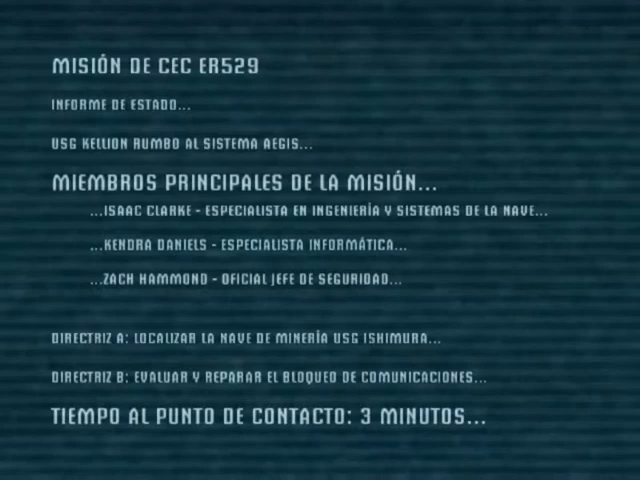 MISIÓN DE CEC ER529
INFORME DE ESTADO...
USG KELLION RUMBO AL SISTEMA AEGIS...
MIEMBROS PRINCIPALES DE LA MISIÓN...
...ISAAC CLARKE - ESPECIALISTA EN INGENIERÍA Y SISTEMAS DE LA NAVE...
...KENDRA DANIELS - ESPECIALISTA INFORMÁTICA...
...ZACH HAMMOND - OFICIAL JEFE DE SEGURIDAD...
DIRECTRIZ A: LOCALIZAR LA NAVE DE MINERÍA USG ISHIMURA...
DIRECTRIZ B: EVALUAR Y REPARAR EL BLOQUEO DE COMUNICACIONES...
TIEMPO AL PUNTO DE CONTACTO: 3 MINUTOS...